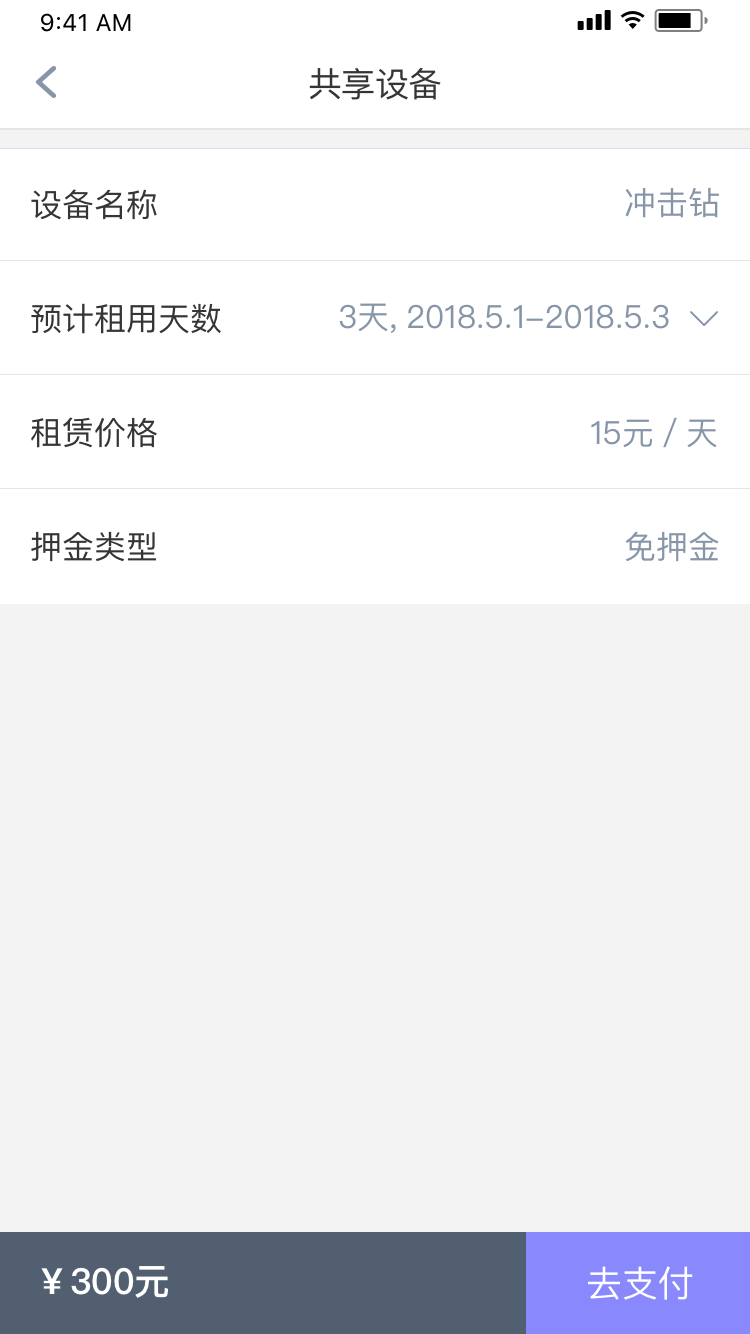 9:41 AM
共享设备
设备名称 冲击钻
预计租用天数 3天, 2018.5.1–2018.5.3
租赁价格 15元 / 天
押金类型 免押金
¥ 300元 去支付